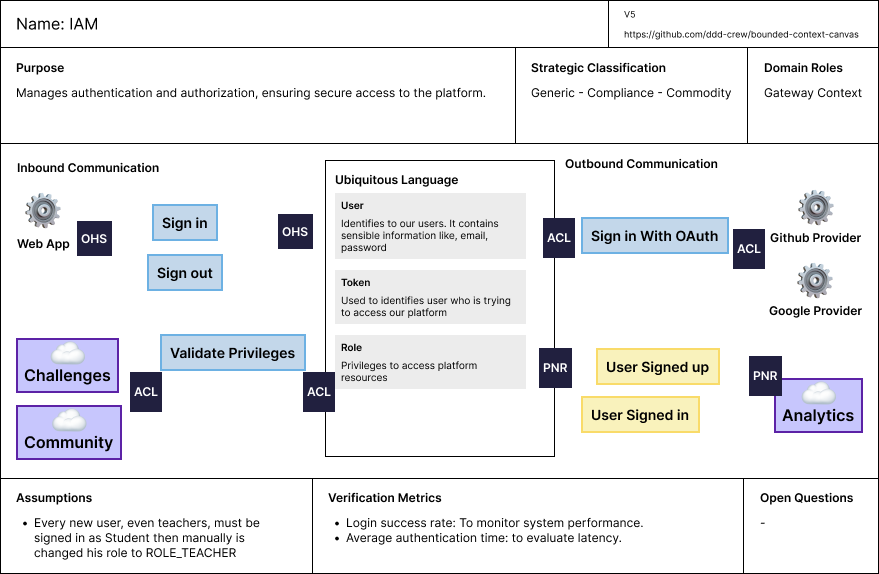 Name: IAM
V5
https://github.com/ddd-crew/bounded-context-canvas
Purpose
Manages authentication and authorization, ensuring secure access to the platform.
Strategic Classification
Generic - Compliance - Commodity
Domain Roles
Gateway Context
Inbound Communication
Web App
OHS
Sign in
Sign out
OHS
Challenges
Community
ACL
Validate Privileges
ACL
Ubiquitous Language
User
Identifies to our users. It contains
sensible information like, email,
password
Token
Used to identifies user who is trying
to access our platform
Role
Privileges to access platform
resources
Outbound Communication
ACL
Sign in With OAuth
ACL
Github Provider
Google Provider
PNR
User Signed up
User Signed in
PNR
Analytics
Assumptions
• Every new user, even teachers, must be
signed in as Student then manually is
changed his role to ROLE_TEACHER
Verification Metrics
• Login success rate: To monitor system performance.
• Average authentication time: to evaluate latency.
Open Questions
-